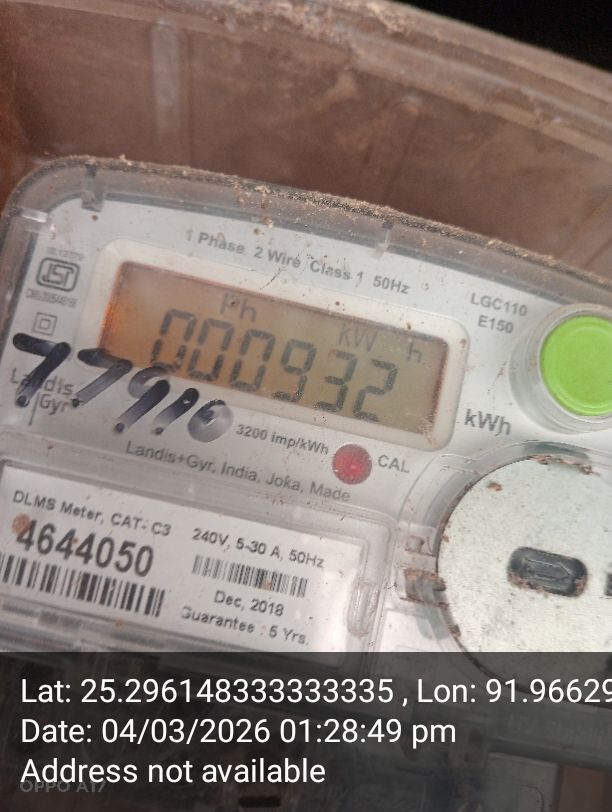 1 Phase 2 Wire Class 1 50Hz
LGC110
E150
Ph
kW h
000932
kWh
Landis
Gyr
3200 imp/kWh
CAL
Landis+Gyr, India, Joka, Made
DLMS Meter, CAT- C3
4644050
240V, 5-30 A, 50Hz
Dec, 2018
Guarantee : 5 Yrs.
Lat: 25.296148333333335 , Lon: 91.96629
Date: 04/03/2026 01:28:49 pm
Address not available
OPPO A17